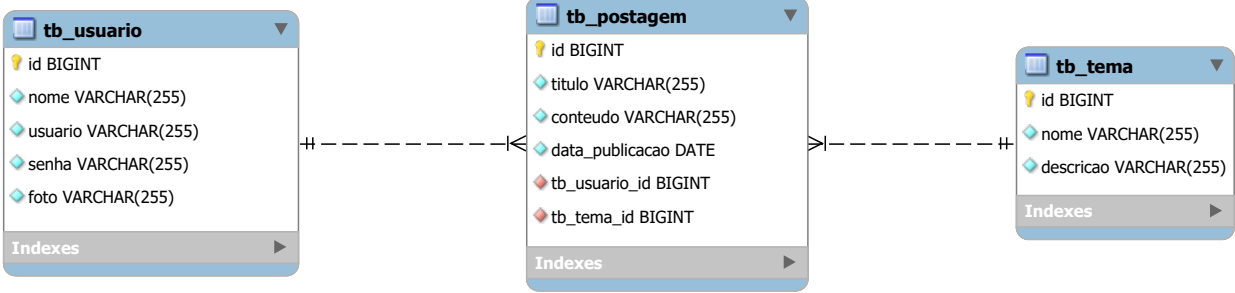 tb_usuario
id BIGINT
nome VARCHAR(255)
usuario VARCHAR(255)
senha VARCHAR(255)
foto VARCHAR(255)
Indexes
tb_postagem
id BIGINT
titulo VARCHAR(255)
conteudo VARCHAR(255)
data_publicacao DATE
tb_usuario_id BIGINT
tb_tema_id BIGINT
Indexes
tb_tema
id BIGINT
nome VARCHAR(255)
descricao VARCHAR(255)
Indexes